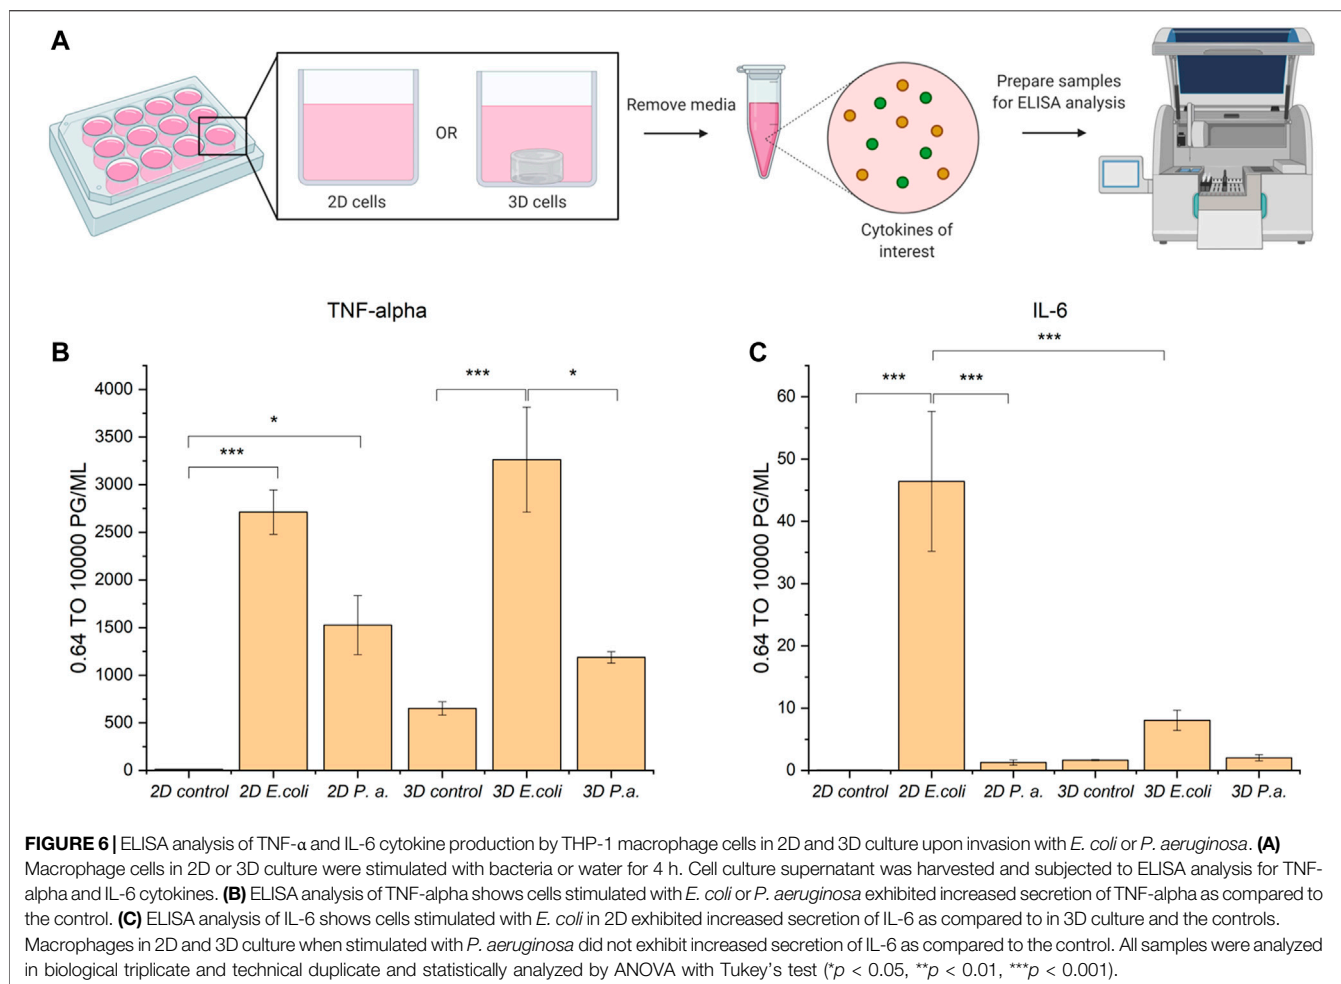 A
2D cells
OR
3D cells
Remove media
Cytokines of
interest
Prepare samples
for ELISA analysis
TNF-alpha
B
0.64 TO 10000 PG/ML
4000
3500
3000
2500
2000
1500
1000
500
0
***
*
***
*
2D control
2D E.coli
2D P. a.
3D control
3D E.coli
3D P.a.
IL-6
C
0.64 TO 10000 PG/ML
60
50
40
30
20
10
0
***
***
***
2D control
2D E.coli
2D P. a.
3D control
3D E.coli
3D P.a.
FIGURE 6 | ELISA analysis of TNF-α and IL-6 cytokine production by THP-1 macrophage cells in 2D and 3D culture upon invasion with E. coli or P. aeruginosa. (A)
Macrophage cells in 2D or 3D culture were stimulated with bacteria or water for 4 h. Cell culture supernatant was harvested and subjected to ELISA analysis for TNF-
alpha and IL-6 cytokines. (B) ELISA analysis of TNF-alpha shows cells stimulated with E. coli or P. aeruginosa exhibited increased secretion of TNF-alpha as compared to
the control. (C) ELISA analysis of IL-6 shows cells stimulated with E. coli in 2D exhibited increased secretion of IL-6 as compared to in 3D culture and the controls.
Macrophages in 2D and 3D culture when stimulated with P. aeruginosa did not exhibit increased secretion of IL-6 as compared to the control. All samples were analyzed
in biological triplicate and technical duplicate and statistically analyzed by ANOVA with Tukey's test (*p < 0.05, **p < 0.01, ***p < 0.001).